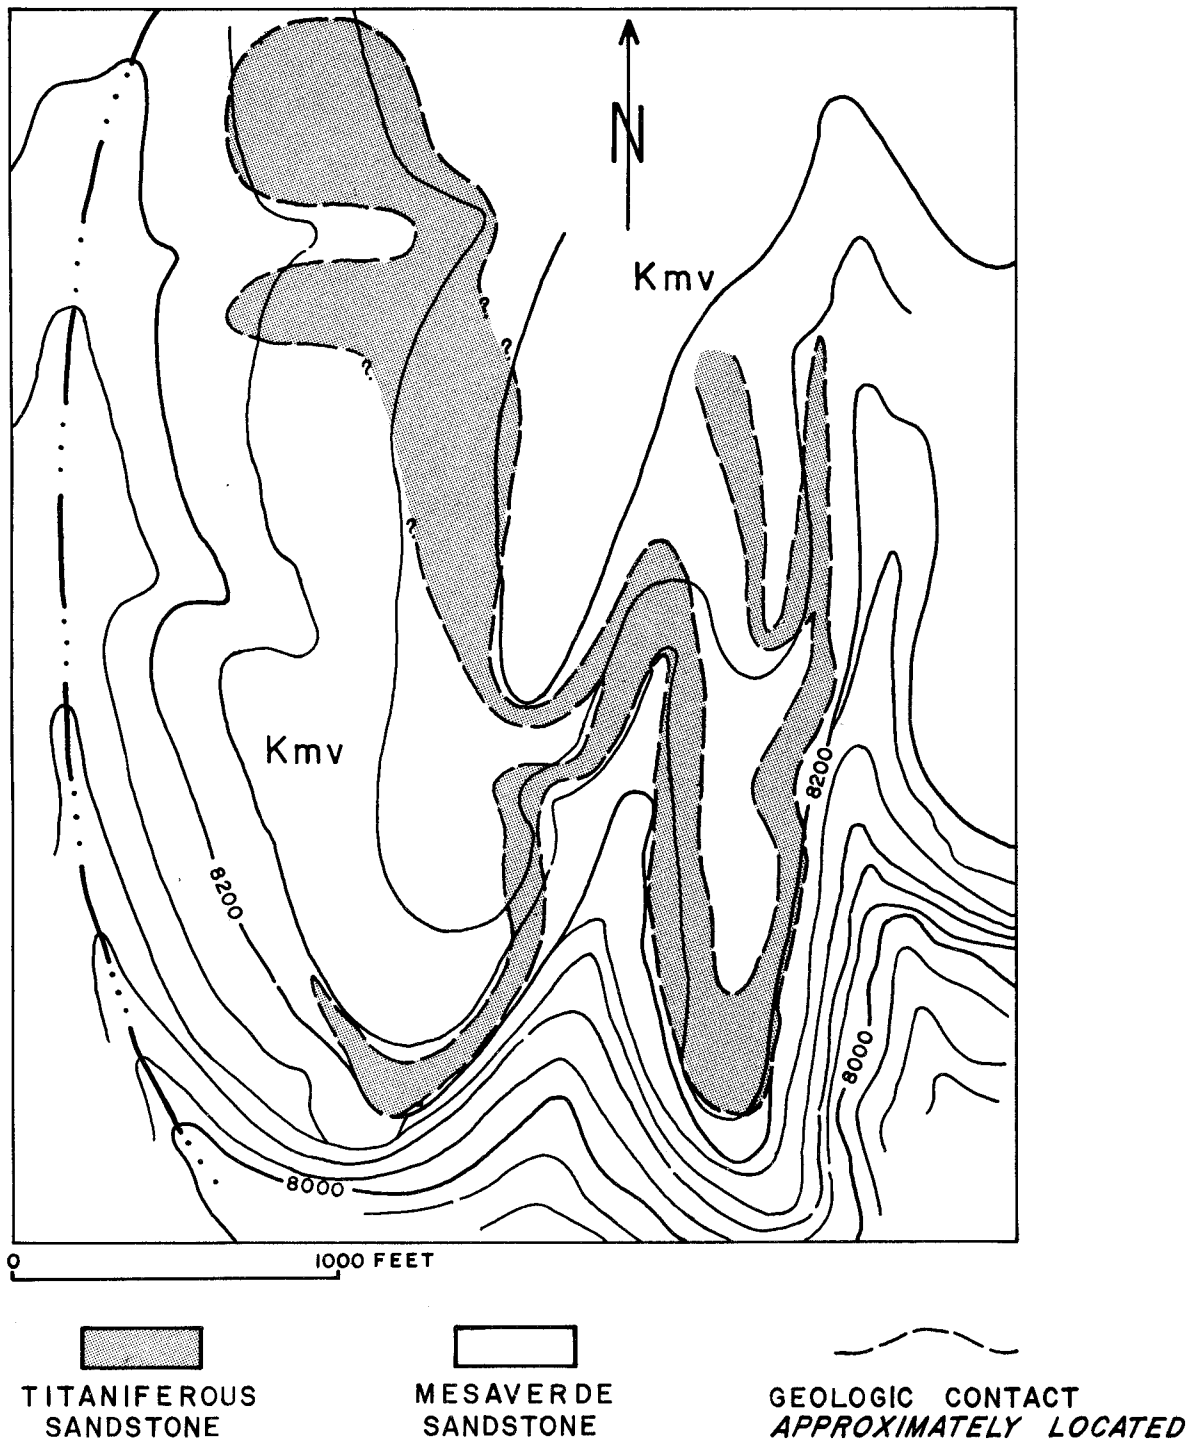 N
Kmv
?
?
?
?
Kmv
8200
8200
8000
8000
0 1000 FEET
TITANIFEROUS
SANDSTONE
MESAVERDE
SANDSTONE
GEOLOGIC CONTACT
APPROXIMATELY LOCATED